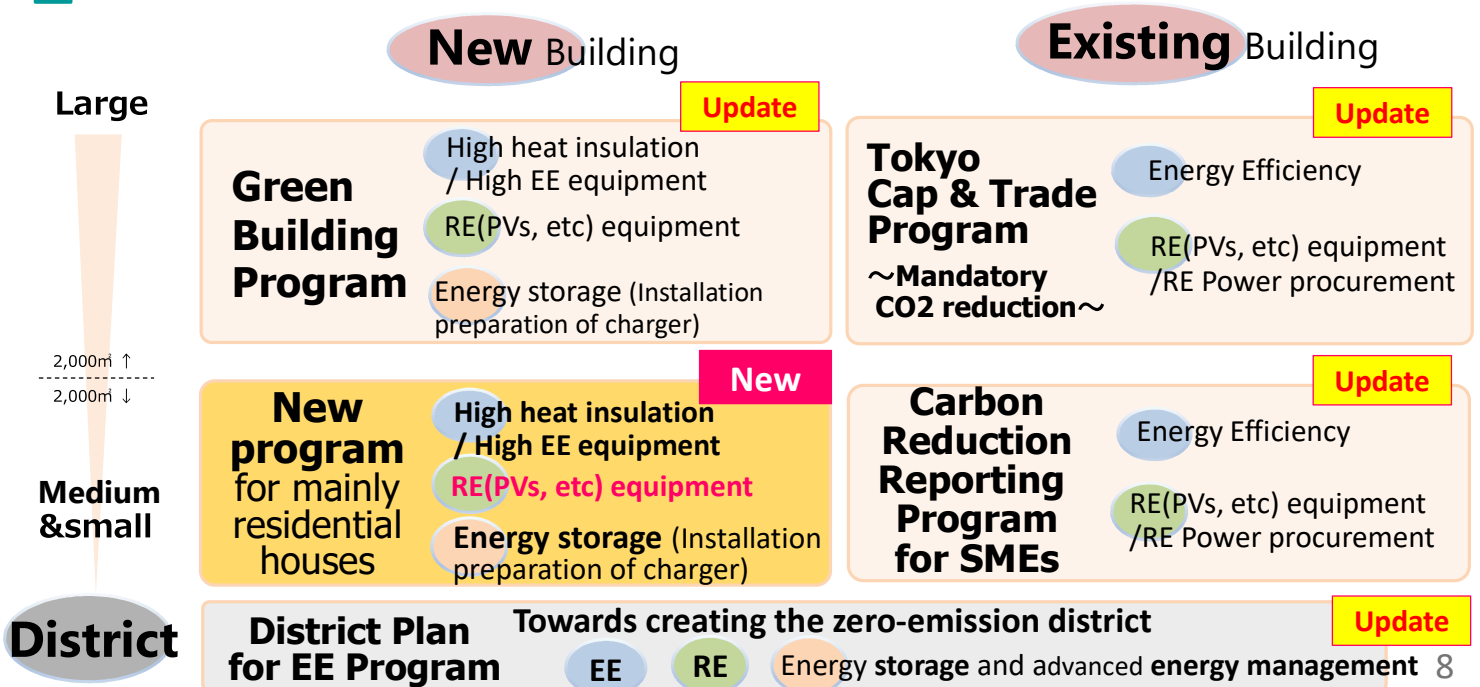 New Building
Existing Building
Large
Update
Green
Building
Program
High heat insulation
/ High EE equipment
RE(PVs, etc) equipment
Energy storage (Installation
preparation of charger)
Update
Tokyo
Cap & Trade
Program
～Mandatory
CO2 reduction～
Energy Efficiency
RE(PVs, etc) equipment
/RE Power procurement
2,000㎡ ↑
2,000㎡ ↓
Medium
&small
New
New
program
for mainly
residential
houses
High heat insulation
/ High EE equipment
RE(PVs, etc) equipment
Energy storage (Installation
preparation of charger)
Update
Carbon
Reduction
Reporting
Program
for SMEs
Energy Efficiency
RE(PVs, etc) equipment
/RE Power procurement
District
District Plan
for EE Program
Towards creating the zero-emission district
Update
EE
RE
Energy storage and advanced energy management
8